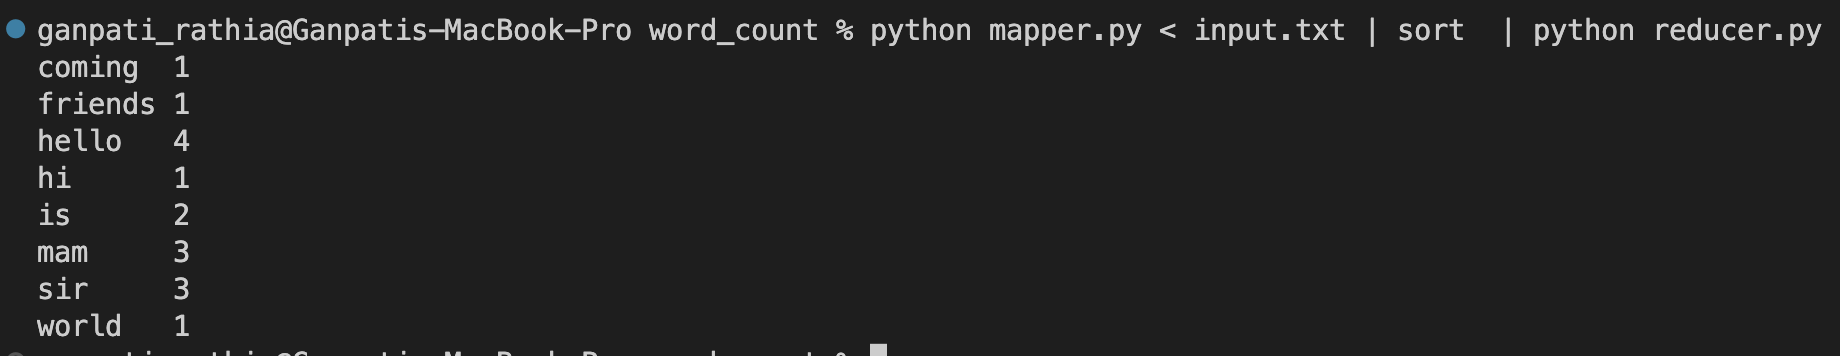 ganpati_rathia@Ganpatis-MacBook-Pro word_count % python mapper.py < input.txt | sort  | python reducer.py
coming  1
friends 1
hello   4
hi      1
is      2
mam     3
sir     3
world   1